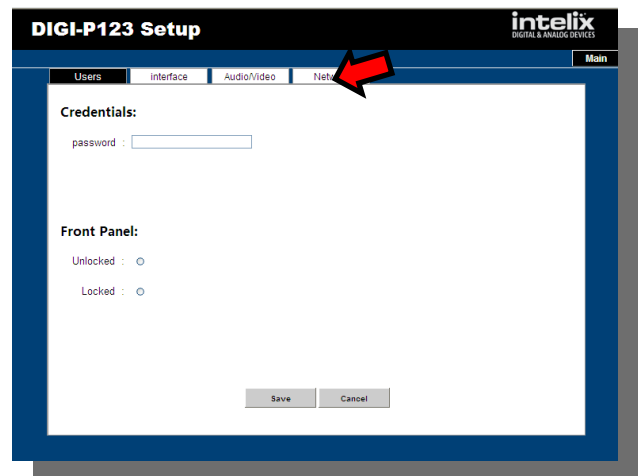 DIGI-P123 Setup
intelix
DIGITAL & ANALOG DEVICES
Main
Users interface Audio/Video
Credentials:
password :
Front Panel:
Unlocked :
Locked :
Save Cancel